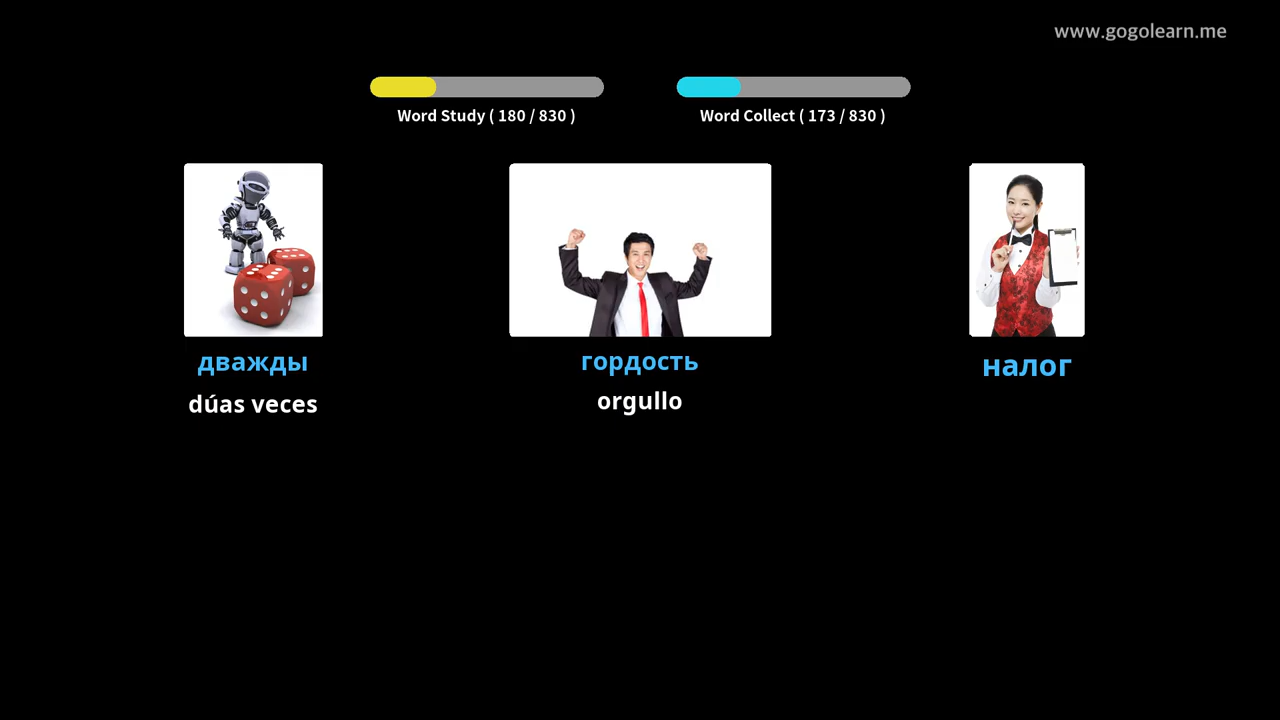 www.gogolearn.me
Word Study ( 180 / 830 )
Word Collect ( 173 / 830 )
дважды
гордость
налог
dúas veces
orgullo